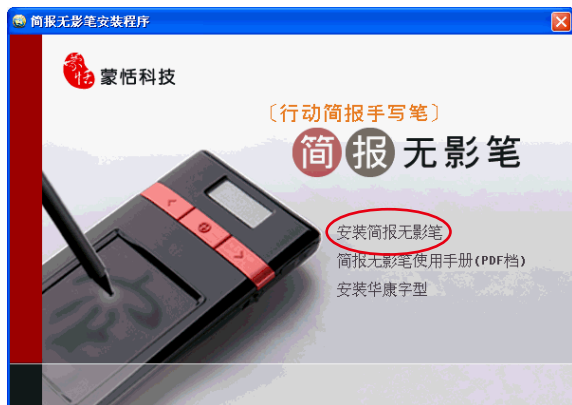 简报无影笔安装程序
蒙恬
蒙恬科技
〔行动简报手写笔〕
简报无影笔
安装简报无影笔
简报无影笔使用手册(PDF档)
安装华康字型